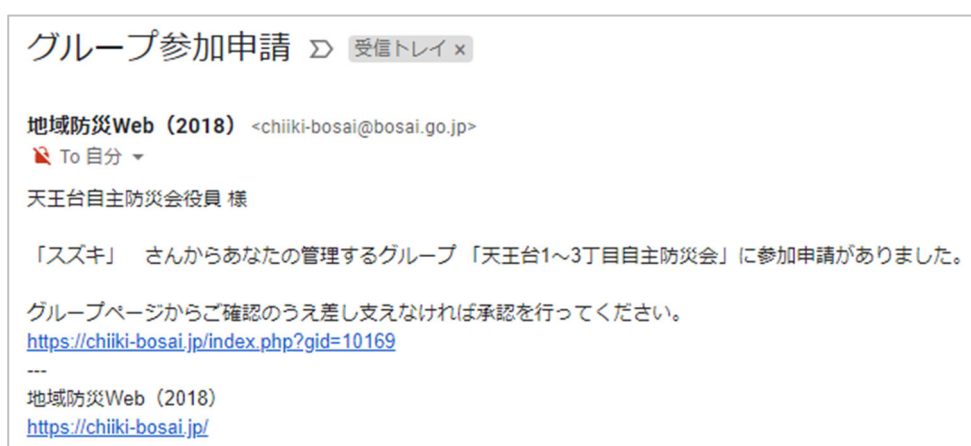 グループ参加申請 受信トレイ ×
地域防災Web（2018） <chiiki-bosai@bosai.go.jp>
To 自分
天王台自主防災会役員 様
「スズキ」　さんからあなたの管理するグループ 「天王台1～3丁目自主防災会」に参加申請がありました。
グループページからご確認のうえ差し支えなければ承認を行ってください。
https://chiiki-bosai.jp/index.php?gid=10169
---
地域防災Web（2018）
https://chiiki-bosai.jp/